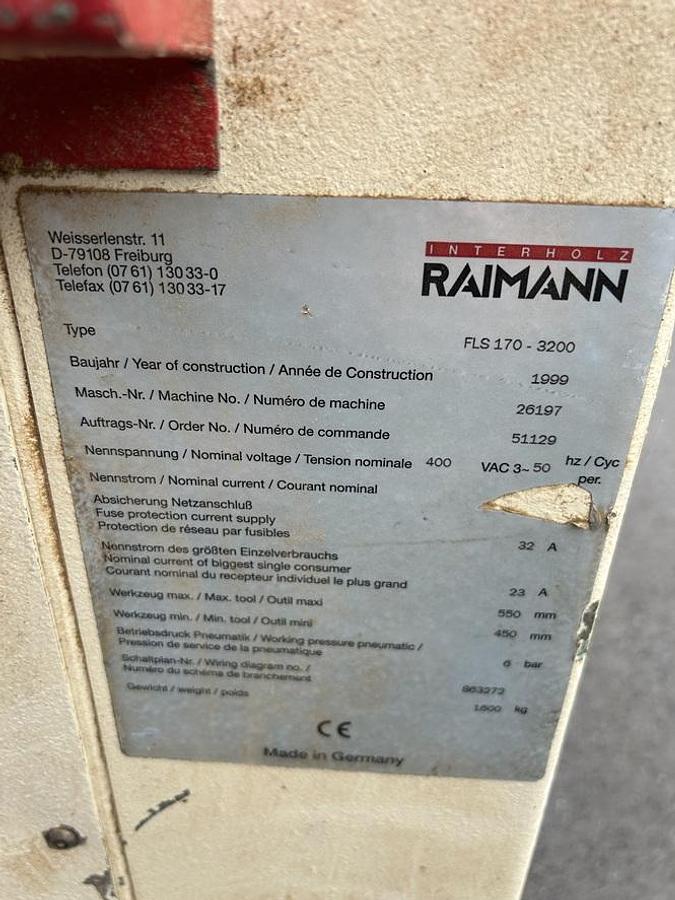 Weisserlenstr. 11
D-79108 Freiburg
Telefon (07 61) 130 33-0
Telefax (07 61) 130 33-17
INTERHOLZ
RAIMANN
Type FLS 170 - 3200
Baujahr / Year of construction / Année de Construction 1999
Masch.-Nr. / Machine No. / Numéro de machine 26197
Auftrags-Nr. / Order No. / Numéro de commande 51129
Nennspannung / Nominal voltage / Tension nominale 400 VAC 3~ 50 hz / Cyc per.
Nennstrom / Nominal current / Courant nominal
Absicherung Netzanschluß
Fuse protection current supply
Protection de réseau par fusibles 32 A
Nennstrom des größten Einzelverbrauchs
Nominal current of biggest single consumer
Courant nominal du recepteur individuel le plus grand 23 A
Werkzeug max. / Max. tool / Outil maxi 550 mm
Werkzeug min. / Min. tool / Outil mini 450 mm
Betriebsdruck Pneumatik / Working pressure pneumatic /
Pression de service de la pneumatique 6 bar
Schaltplan-Nr. / Wiring diagram no. /
Numéro du schéma de branchement 863272
Gewicht / weight / poids kg
CE
Made in Germany